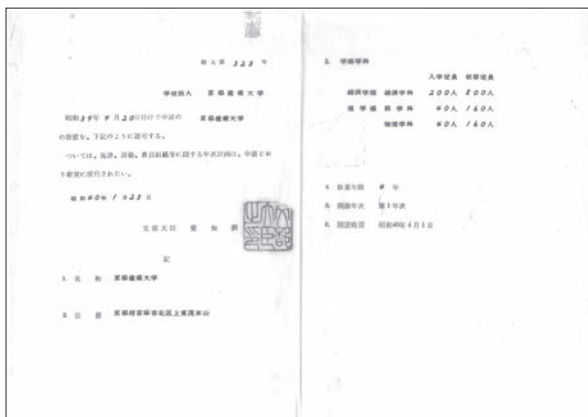 校大第 325 号
学校法人 京都産業大学
昭和39年9月20日付けで申請の 京都産業大学
の設置を、下記のように認可する。
ついては、施設、設備、教員組織等に関する年次計画は、申請どお
り確実に履行されたい。
昭和40年1月25日
文部大臣 愛知 揆
記
1. 名称 京都産業大学
2. 位置 京都府京都市北区上賀茂本山
3. 学部学科
入学定員 収容定員
経済学部 経済学科 200人 800人
理学部 数学科 40人 160人
物理学科 40人 160人
4. 修業年限 4年
5. 開設年次 第1年次
6. 開設時期 昭和40年4月1日